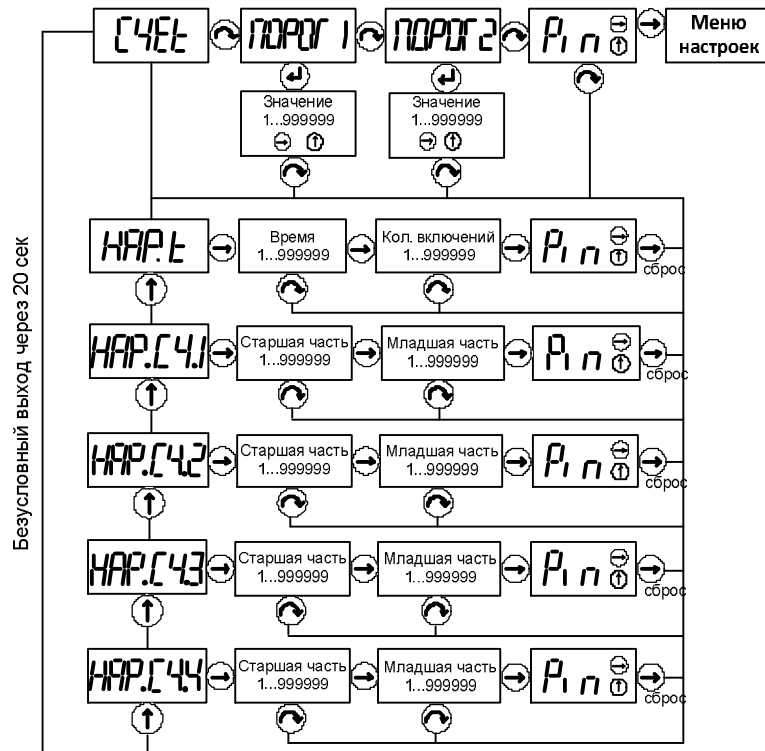 СЧЕt ПОРОГ 1 ПОРОГ 2 Pin Меню
настроек
Значение Значение
1...999999 1...999999
НАР.t Время Кол. включений Pin
1...999999 1...999999
сброс
НАР.СЧ.1 Старшая часть Младшая часть Pin
1...999999 1...999999
сброс
НАР.СЧ.2 Старшая часть Младшая часть Pin
1...999999 1...999999
сброс
НАР.СЧ.3 Старшая часть Младшая часть Pin
1...999999 1...999999
сброс
НАР.СЧ.4 Старшая часть Младшая часть Pin
1...999999 1...999999
сброс
Безусловный выход через 20 сек